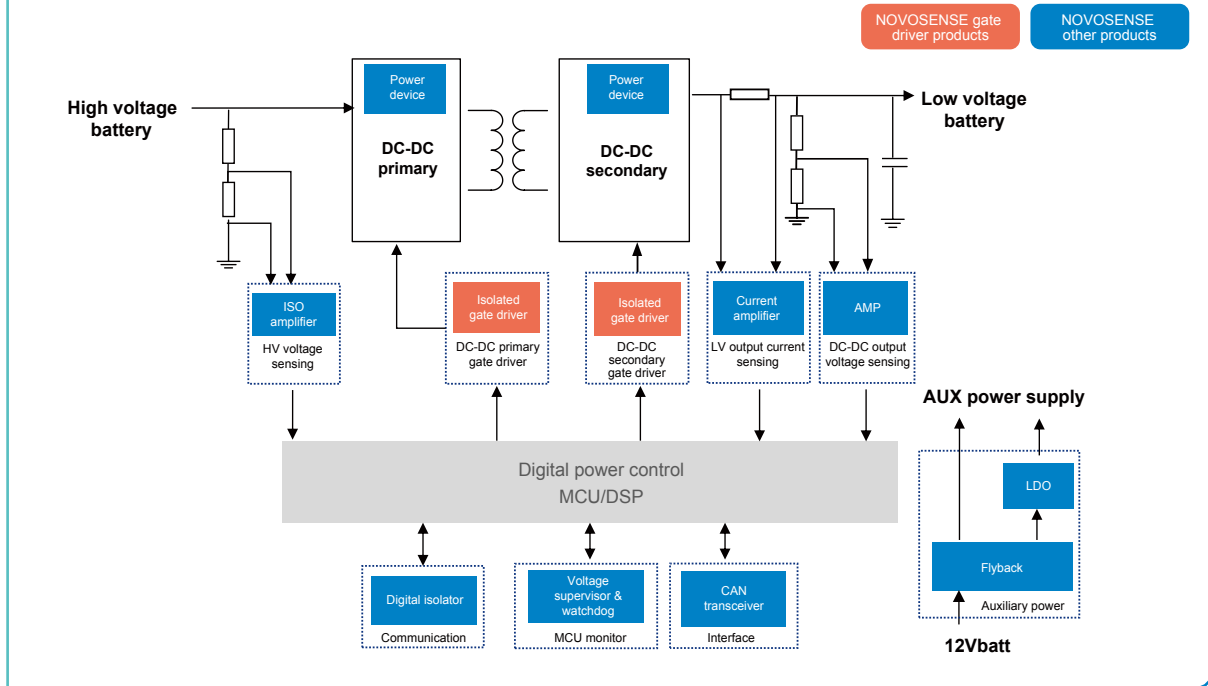 NOVOSENSE gate
driver products
NOVOSENSE
other products
High voltage
battery
Power
device
DC-DC
primary
Power
device
DC-DC
secondary
Low voltage
battery
ISO
amplifier
HV voltage
sensing
Isolated
gate driver
DC-DC primary
gate driver
Isolated
gate driver
DC-DC
secondary
gate driver
Current
amplifier
LV output current
sensing
AMP
DC-DC output
voltage sensing
Digital power control
MCU/DSP
AUX power supply
LDO
Flyback
Auxiliary power
12Vbatt
Digital isolator
Communication
Voltage
supervisor &
watchdog
MCU monitor
CAN
transceiver
Interface